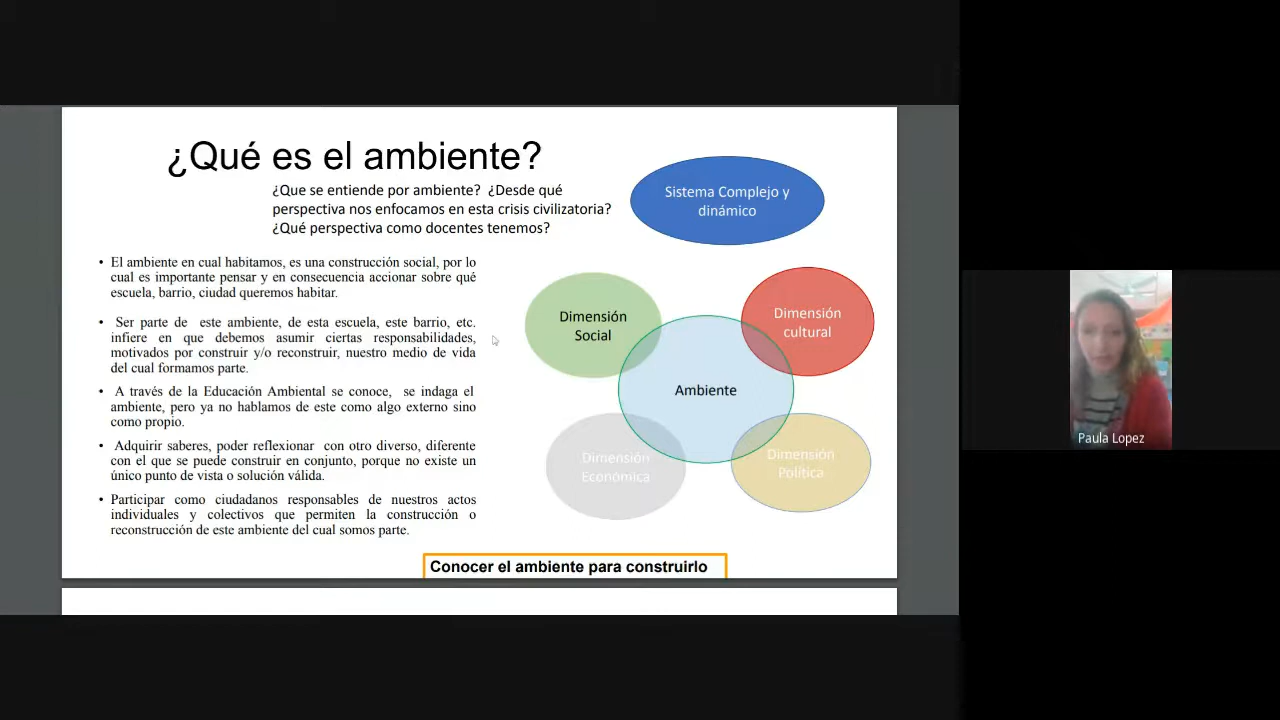 ¿Qué es el ambiente?
¿Que se entiende por ambiente? ¿Desde qué
perspectiva nos enfocamos en esta crisis civilizatoria?
¿Qué perspectiva como docentes tenemos?
• El ambiente en cual habitamos, es una construcción social, por lo
cual es importante pensar y en consecuencia accionar sobre qué
escuela, barrio, ciudad queremos habitar.
• Ser parte de este ambiente, de esta escuela, este barrio, etc.
infiere en que debemos asumir ciertas responsabilidades,
motivados por construir y/o reconstruir, nuestro medio de vida
del cual formamos parte.
• A través de la Educación Ambiental se conoce, se indaga el
ambiente, pero ya no hablamos de este como algo externo sino
como propio.
• Adquirir saberes, poder reflexionar con otro diverso, diferente
con el que se puede construir en conjunto, porque no existe un
único punto de vista o solución válida.
• Participar como ciudadanos responsables de nuestros actos
individuales y colectivos que permiten la construcción o
reconstrucción de este ambiente del cual somos parte.
Sistema Complejo y
dinámico
Dimensión
Social
Dimensión
cultural
Ambiente
Dimensión
Económica
Dimensión
Política
Conocer el ambiente para construirlo
Paula Lopez